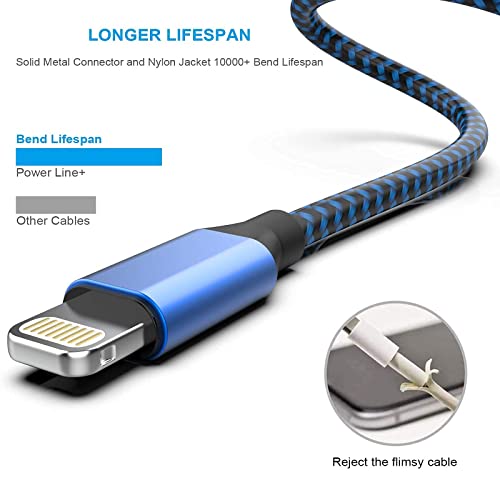 LONGER LIFESPAN
Solid Metal Connector and Nylon Jacket 10000+ Bend Lifespan
Bend Lifespan
Power Line+
Other Cables
Reject the flimsy cable